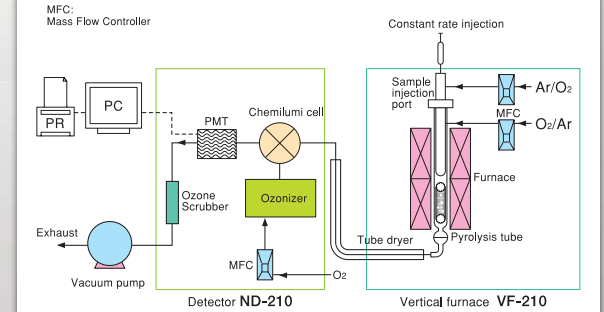 MFC:
Mass Flow Controller
Constant rate injection
Sample
injection
port
Ar/O2
MFC
O2/Ar
PC
PR
PMT
Chemilumi cell
Furnace
Ozone
Scrubber
Ozonizer
Exhaust
Tube dryer
Pyrolysis tube
MFC
O2
Vacuum pump
Detector ND-210
Vertical furnace VF-210